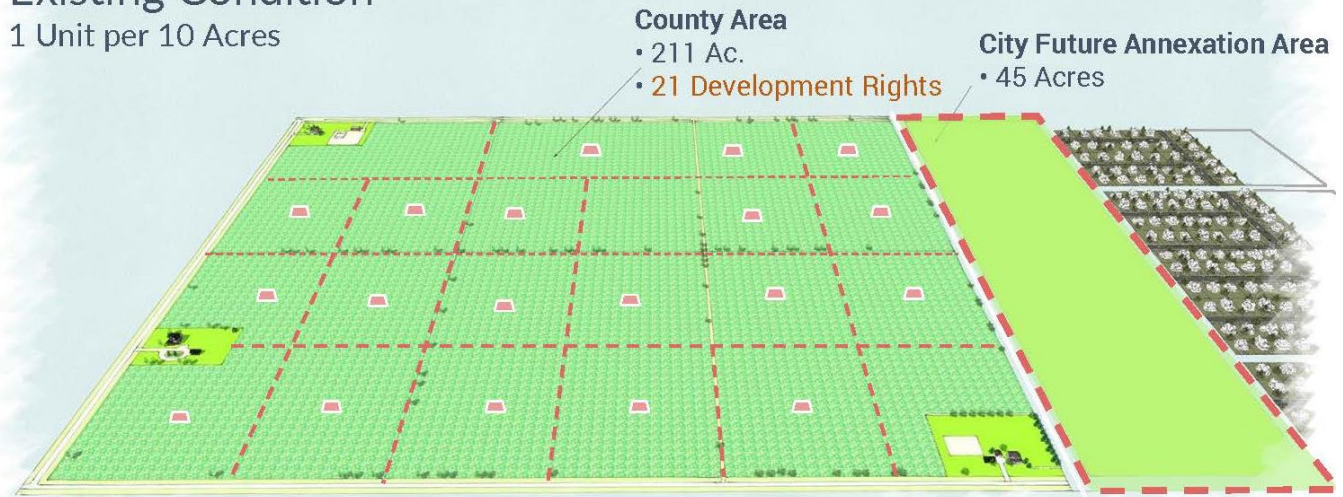 Existing Condition
1 Unit per 10 Acres
County Area
• 211 Ac.
• 21 Development Rights
City Future Annexation Area
• 45 Acres